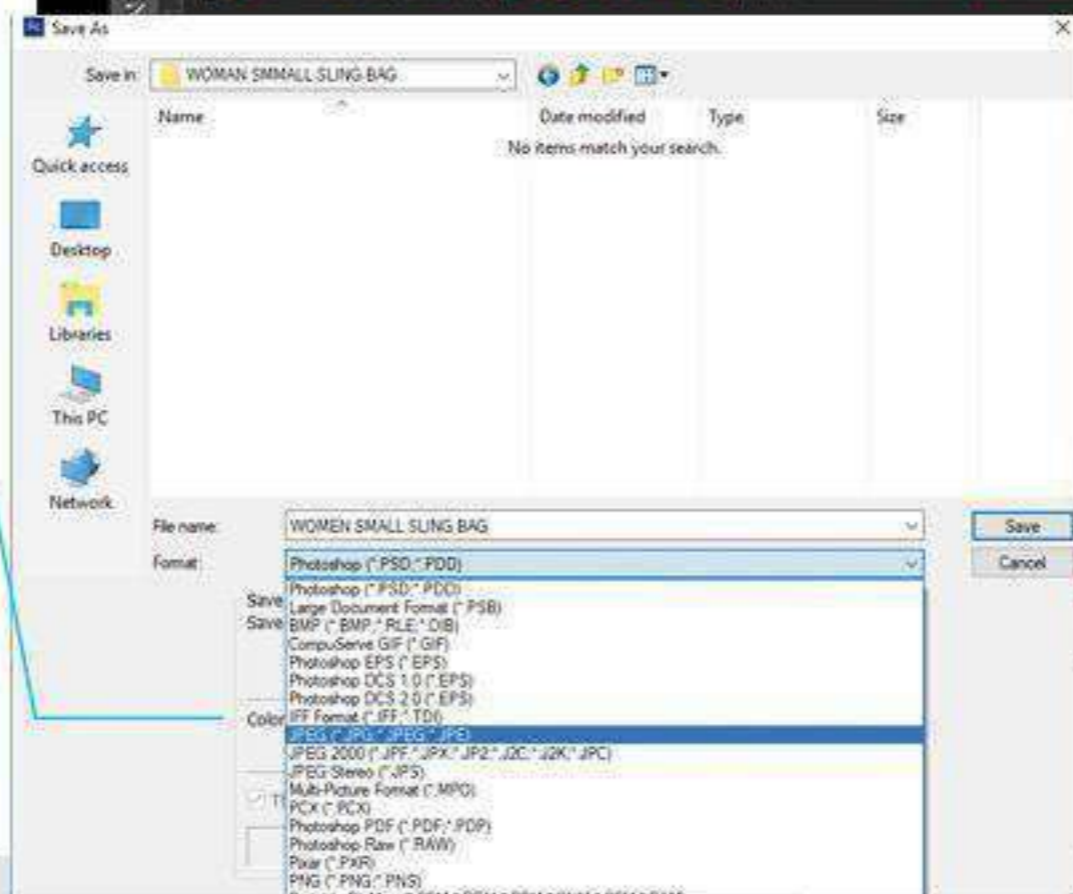 Save As
Save in: WOMAN SMMALL SLING BAG
Name Date modified Type Size
No items match your search.
Quick access
Desktop
Libraries
This PC
Network
File name: WOMEN SMALL SLING BAG Save
Format: Photoshop (*.PSD;*.PDD) Cancel
Photoshop (*.PSD;*.PDD)
Save Large Document Format (*.PSB)
Save BMP (*.BMP;*.RLE;*.DIB)
CompuServe GIF (*.GIF)
Photoshop EPS (*.EPS)
Photoshop DCS 1.0 (*.EPS)
Photoshop DCS 2.0 (*.EPS)
Color IFF Format (*.IFF;*.TDI)
JPEG (*.JPG;*.JPEG;*.JPE)
JPEG 2000 (*.JPF;*.JPX;*.JP2;*.J2C;*.J2K;*.JPC)
JPEG Stereo (*.JPS)
Multi-Picture Format (*.MPO)
PCX (*.PCX)
Photoshop PDF (*.PDF;*.PDP)
Photoshop Raw (*.RAW)
Pixar (*.PXR)
PNG (*.PNG;*.PNS)